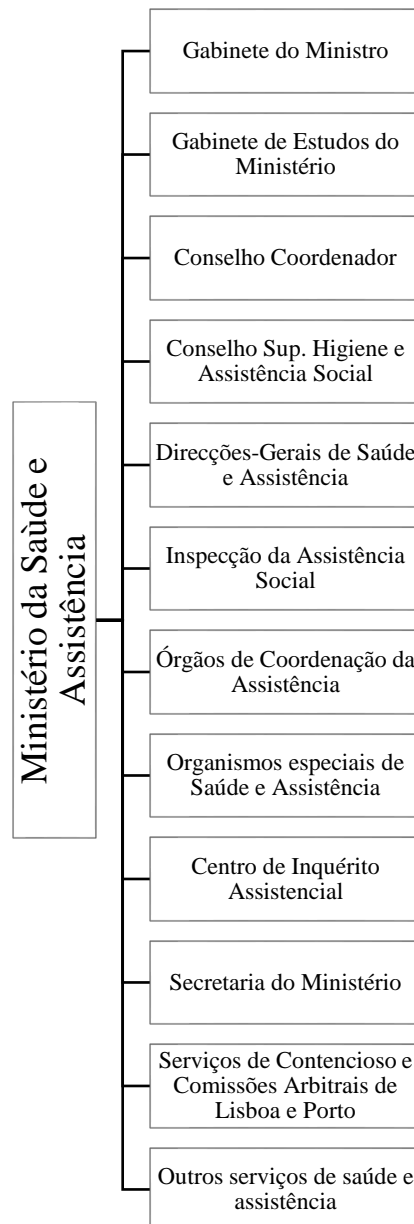 Gabinete do Ministro
Gabinete de Estudos do
Ministério
Conselho Coordenador
Conselho Sup. Higiene e
Assistência Social
Direcções-Gerais de Saúde
e Assistência
Inspecção da Assistência
Social
Órgãos de Coordenação da
Assistência
Organismos especiais de
Saúde e Assistência
Centro de Inquérito
Assistencial
Secretaria do Ministério
Serviços de Contencioso e
Comissões Arbitrais de
Lisboa e Porto
Outros serviços de saúde e
assistência
Ministério da Saùde e
Assistência